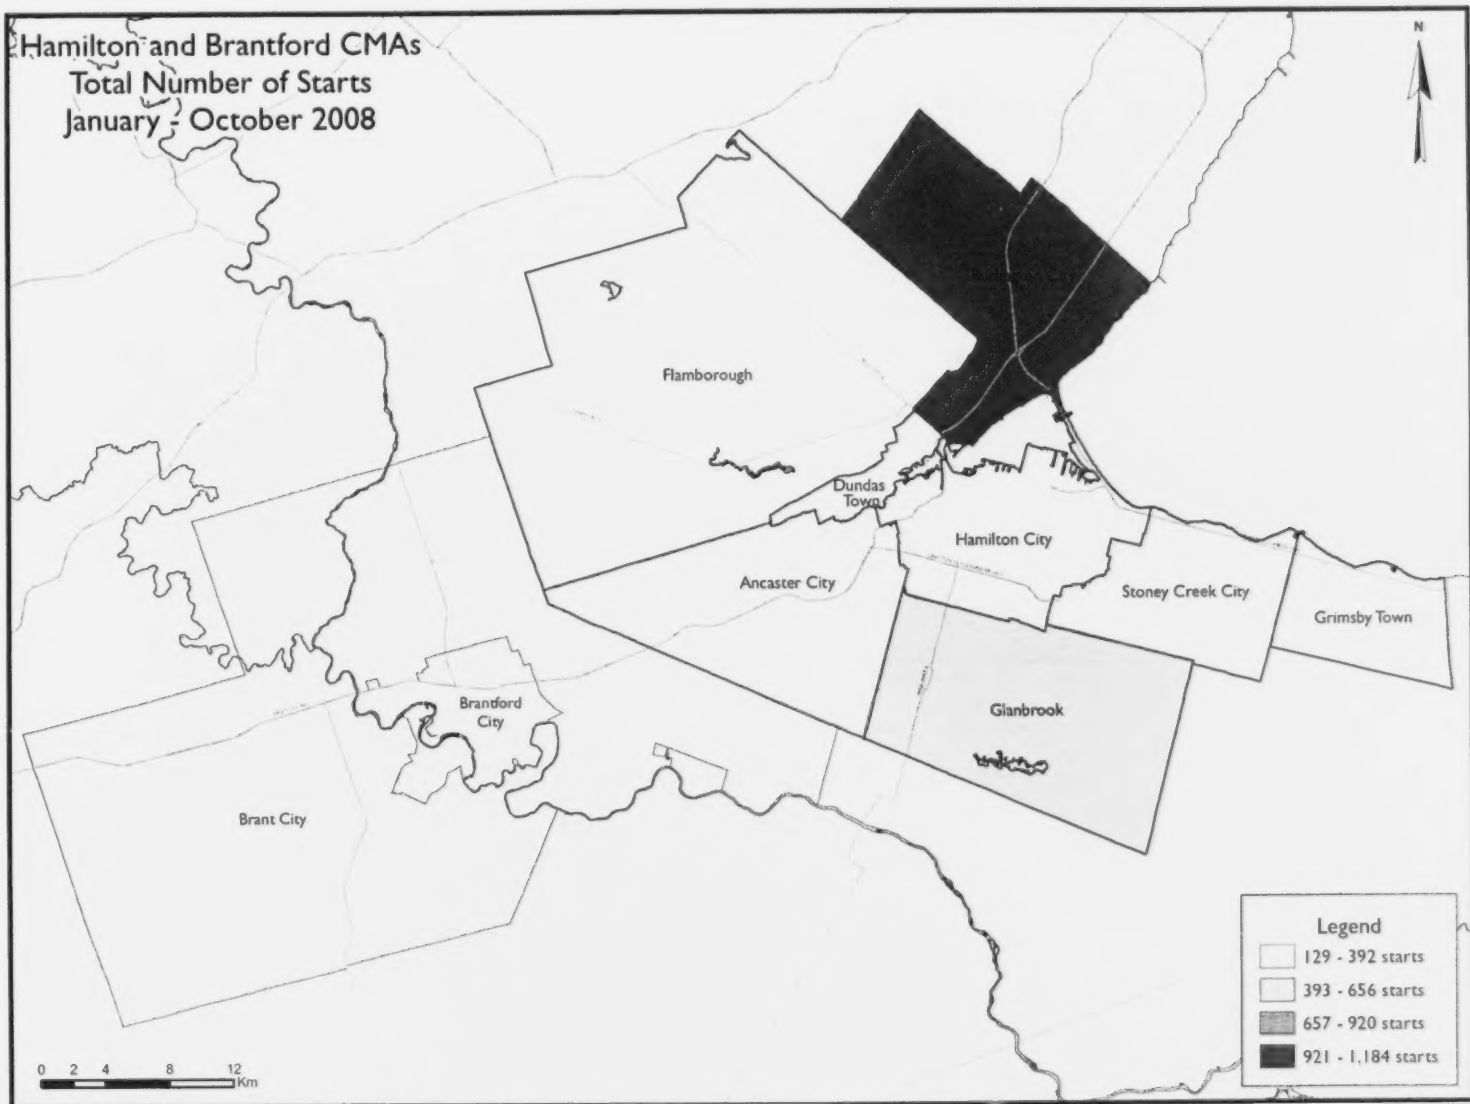 Hamilton and Brantford CMAs
Total Number of Starts
January - October 2008
N
Burlington City
Flamborough
Dundas
Town
Hamilton City
Ancaster City
Stoney Creek City
Grimsby Town
Brantford
City
Glanbrook
Brant City
Legend
129 - 392 starts
393 - 656 starts
657 - 920 starts
921 - 1,184 starts
0 2 4 8 12
Km